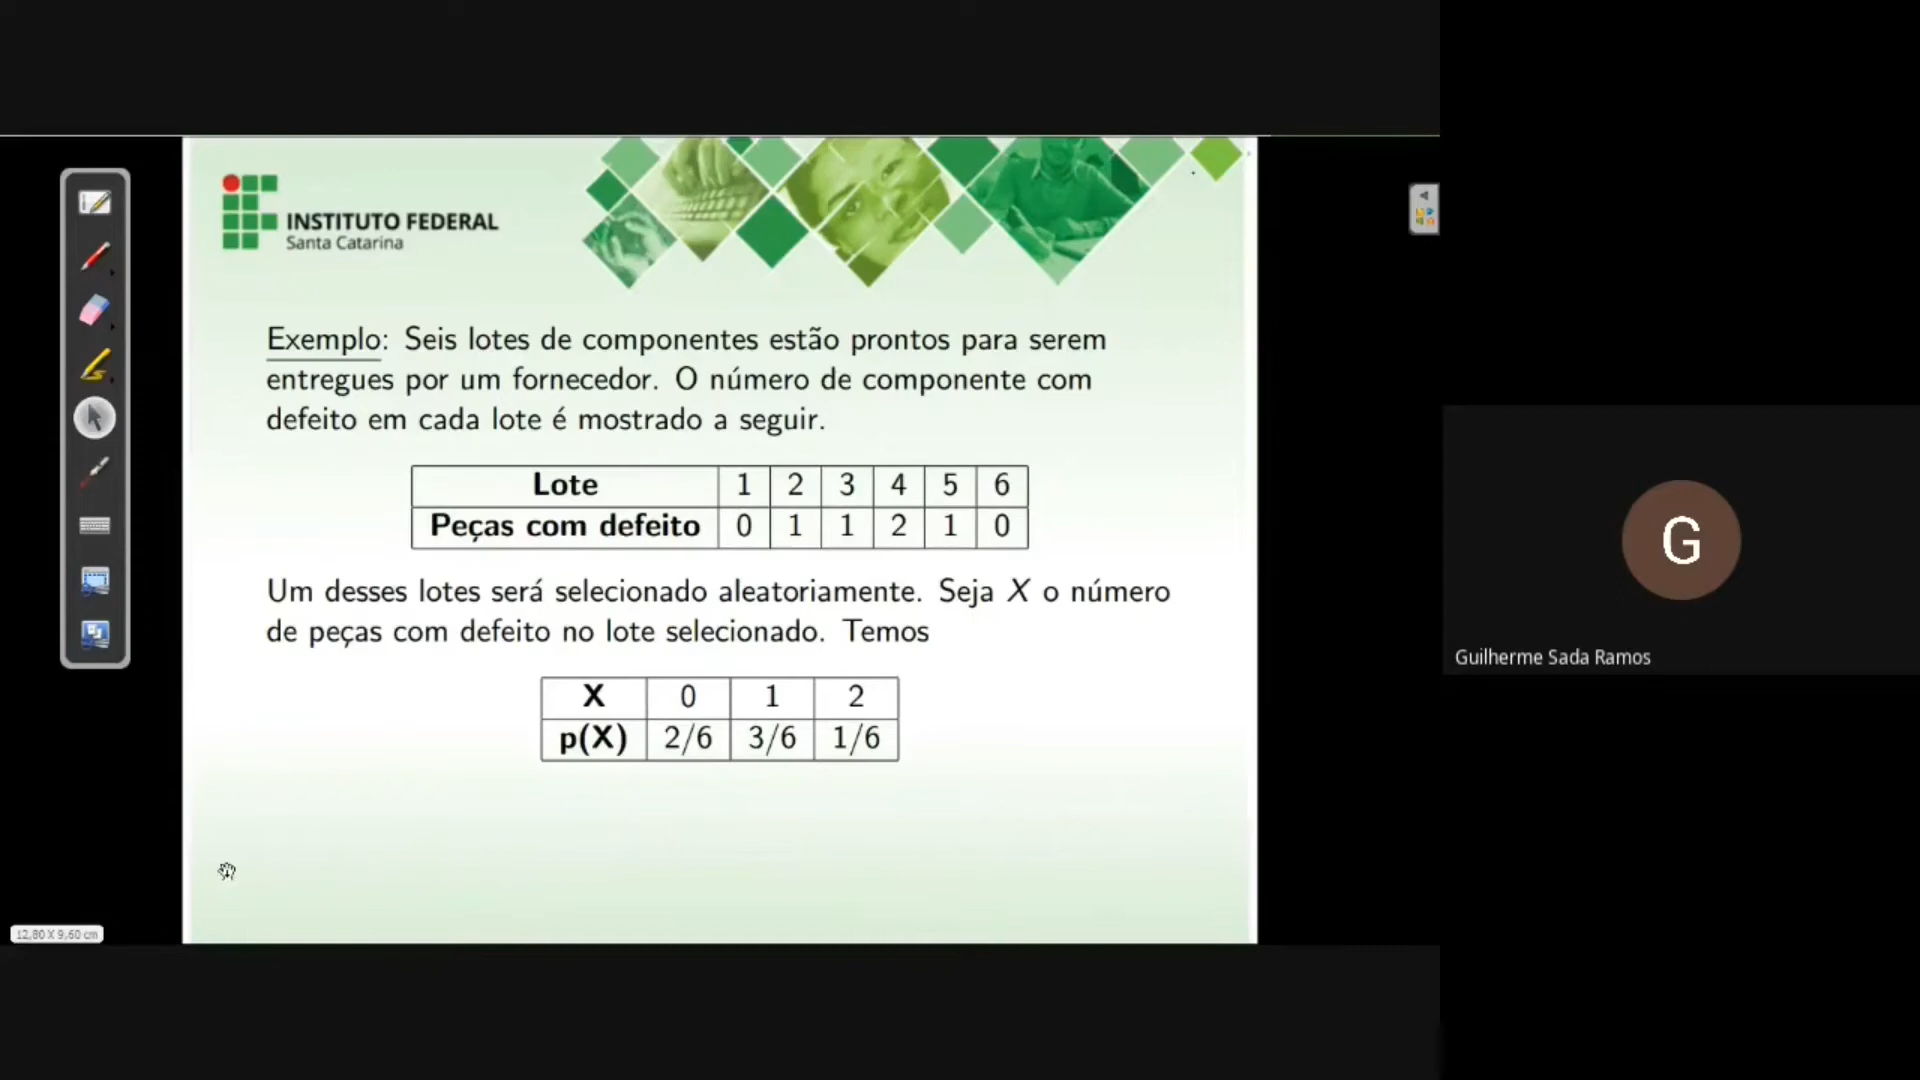 INSTITUTO FEDERAL
Santa Catarina
Exemplo: Seis lotes de componentes estão prontos para serem
entregues por um fornecedor. O número de componente com
defeito em cada lote é mostrado a seguir.
Lote 1 2 3 4 5 6
Peças com defeito 0 1 1 2 1 0
Um desses lotes será selecionado aleatoriamente. Seja X o número
de peças com defeito no lote selecionado. Temos
X 0 1 2
p(X) 2/6 3/6 1/6
12,80 X 9,60 cm
G
Guilherme Sada Ramos